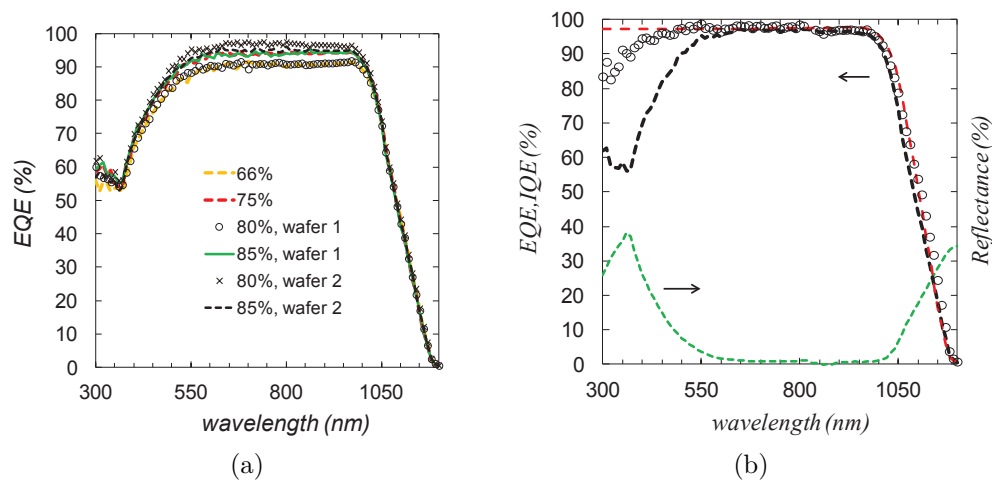 100
90
80
70
60
50
40
30
20
10
0
EQE (%)
66%
75%
80%, wafer 1
85%, wafer 1
80%, wafer 2
85%, wafer 2
300 550 800 1050
wavelength (nm)
(a)
100
90
80
70
60
50
40
30
20
10
0
EQE,IQE (%)
Reflectance (%)
300 550 800 1050
wavelength (nm)
(b)